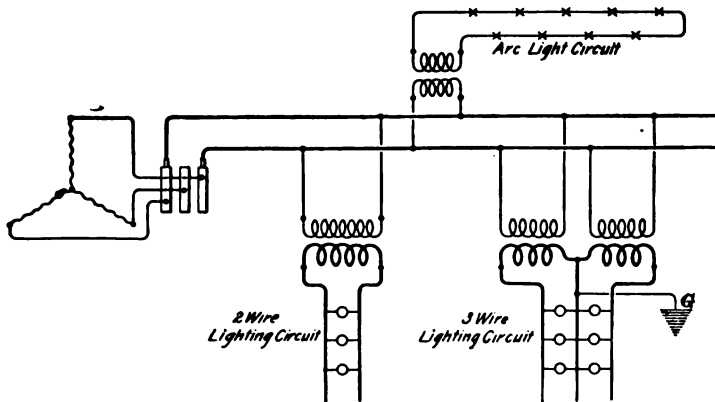 Arc Light Circuit
2 Wire
Lighting Circuit
3 Wire
Lighting Circuit
G